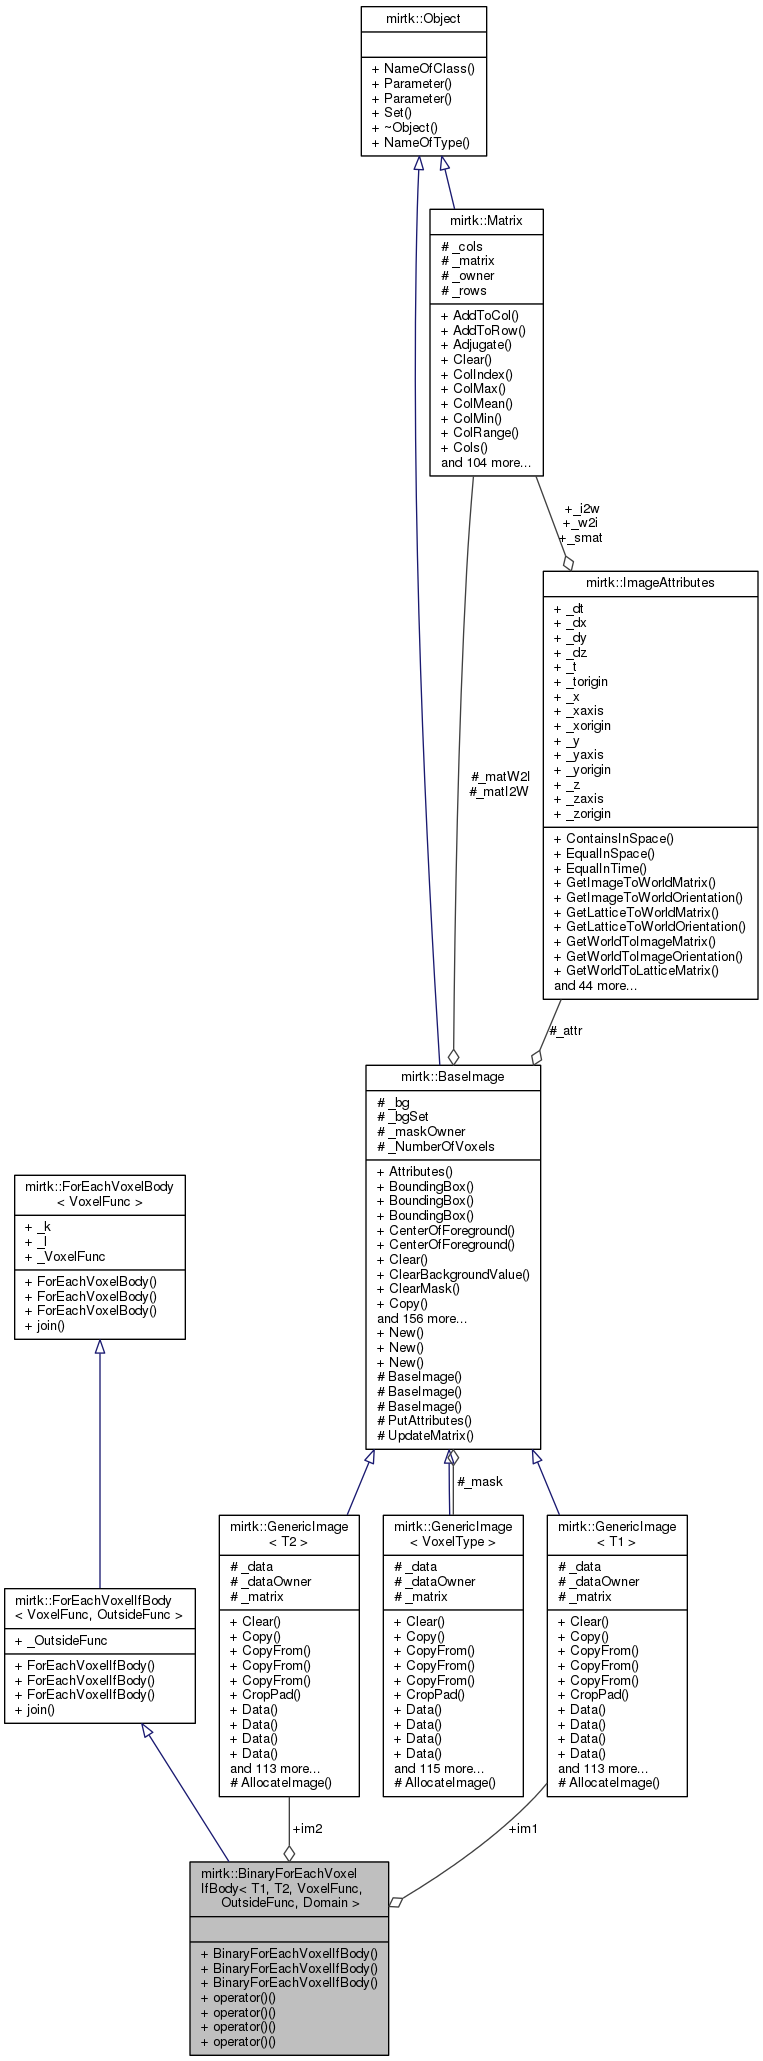 mirtk::Object
+ NameOfClass()
+ Parameter()
+ Parameter()
+ Set()
+ ~Object()
+ NameOfType()
mirtk::Matrix
# _cols
# _matrix
# _owner
# _rows
+ AddToCol()
+ AddToRow()
+ Adjugate()
+ Clear()
+ ColIndex()
+ ColMax()
+ ColMean()
+ ColMin()
+ ColRange()
+ Cols()
and 104 more...
+_i2w
+_w2i
+_smat
mirtk::ImageAttributes
+ _dt
+ _dx
+ _dy
+ _dz
+ _t
+ _torigin
+ _x
+ _xaxis
+ _xorigin
+ _y
+ _yaxis
+ _yorigin
+ _z
+ _zaxis
+ _zorigin
+ ContainsInSpace()
+ EqualInSpace()
+ EqualInTime()
+ GetImageToWorldMatrix()
+ GetImageToWorldOrientation()
+ GetLatticeToWorldMatrix()
+ GetLatticeToWorldOrientation()
+ GetWorldToImageMatrix()
+ GetWorldToImageOrientation()
+ GetWorldToLatticeMatrix()
and 44 more...
#_matW2I
#_matI2W
#_attr
mirtk::BaseImage
# _bg
# _bgSet
# _maskOwner
# _NumberOfVoxels
+ Attributes()
+ BoundingBox()
+ BoundingBox()
+ BoundingBox()
+ CenterOfForeground()
+ CenterOfForeground()
+ Clear()
+ ClearBackgroundValue()
+ ClearMask()
+ Copy()
and 156 more...
+ New()
+ New()
+ New()
# BaseImage()
# BaseImage()
# BaseImage()
# PutAttributes()
# UpdateMatrix()
mirtk::ForEachVoxelBody
< VoxelFunc >
+ _k
+ _l
+ _VoxelFunc
+ ForEachVoxelBody()
+ ForEachVoxelBody()
+ ForEachVoxelBody()
+ join()
#_mask
mirtk::GenericImage
< T2 >
# _data
# _dataOwner
# _matrix
+ Clear()
+ Copy()
+ CopyFrom()
+ CopyFrom()
+ CopyFrom()
+ CropPad()
+ Data()
+ Data()
+ Data()
+ Data()
and 113 more...
# AllocateImage()
mirtk::GenericImage
< VoxelType >
# _data
# _dataOwner
# _matrix
+ Clear()
+ Copy()
+ CopyFrom()
+ CopyFrom()
+ CopyFrom()
+ CropPad()
+ Data()
+ Data()
+ Data()
+ Data()
and 115 more...
# AllocateImage()
mirtk::GenericImage
< T1 >
# _data
# _dataOwner
# _matrix
+ Clear()
+ Copy()
+ CopyFrom()
+ CopyFrom()
+ CopyFrom()
+ CropPad()
+ Data()
+ Data()
+ Data()
+ Data()
and 113 more...
# AllocateImage()
mirtk::ForEachVoxelIfBody
< VoxelFunc, OutsideFunc >
+ _OutsideFunc
+ ForEachVoxelIfBody()
+ ForEachVoxelIfBody()
+ ForEachVoxelIfBody()
+ join()
+im2
+im1
mirtk::BinaryForEachVoxel
IfBody< T1, T2, VoxelFunc,
OutsideFunc, Domain >
+ BinaryForEachVoxelIfBody()
+ BinaryForEachVoxelIfBody()
+ BinaryForEachVoxelIfBody()
+ operator()()
+ operator()()
+ operator()()
+ operator()()